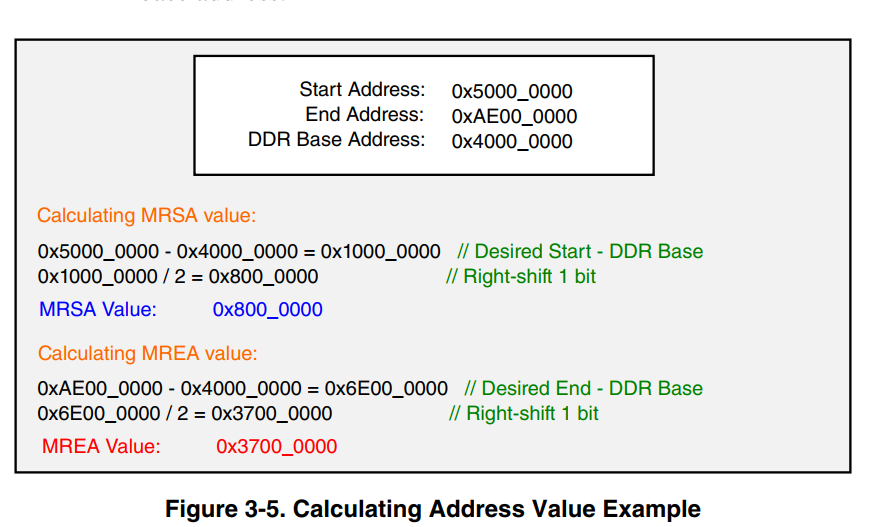 Start Address: 0x5000_0000
End Address: 0xAE00_0000
DDR Base Address: 0x4000_0000
Calculating MRSA value:
0x5000_0000 - 0x4000_0000 = 0x1000_0000 // Desired Start - DDR Base
0x1000_0000 / 2 = 0x800_0000 // Right-shift 1 bit
MRSA Value: 0x800_0000
Calculating MREA value:
0xAE00_0000 - 0x4000_0000 = 0x6E00_0000 // Desired End - DDR Base
0x6E00_0000 / 2 = 0x3700_0000 // Right-shift 1 bit
MREA Value: 0x3700_0000
Figure 3-5. Calculating Address Value Example